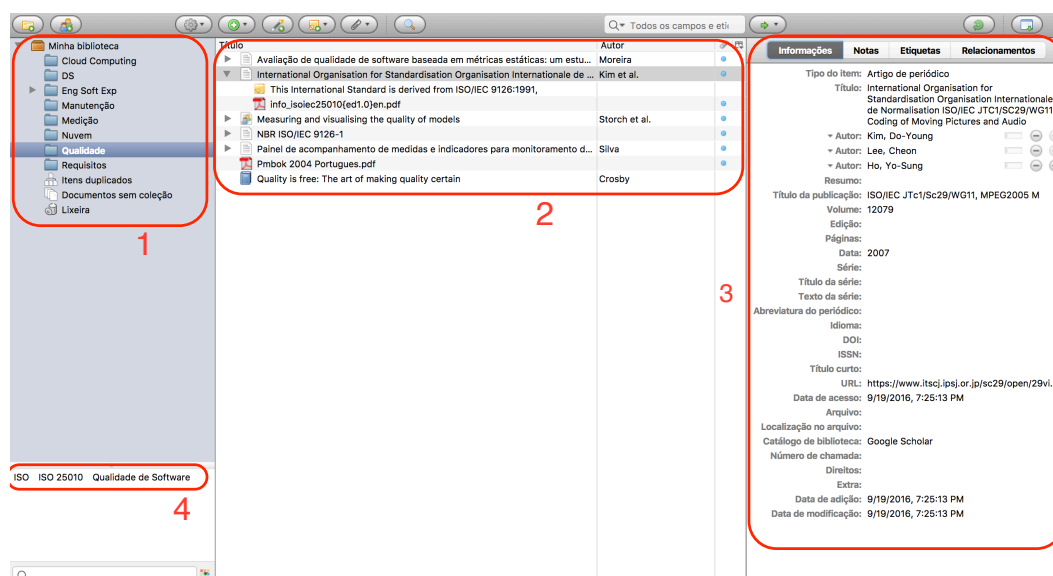 Todos os campos e eti
Minha biblioteca
Cloud Computing
DS
Eng Soft Exp
Manutenção
Medição
Nuvem
Qualidade
Requisitos
Itens duplicados
Documentos sem coleção
Lixeira
1
ISO ISO 25010 Qualidade de Software
4
Título Autor
Avaliação de qualidade de software baseada em métricas estáticas: um estu... Moreira
International Organisation for Standardisation Organisation Internationale de ... Kim et al.
This International Standard is derived from ISO/IEC 9126:1991,
info_isoiec25010{ed1.0}en.pdf
Measuring and visualising the quality of models Storch et al.
NBR ISO/IEC 9126-1
Painel de acompanhamento de medidas e indicadores para monitoramento d... Silva
Pmbok 2004 Portugues.pdf
Quality is free: The art of making quality certain Crosby
2
3
Informações Notas Etiquetas Relacionamentos
Tipo do item: Artigo de periódico
Título: International Organisation for
Standardisation Organisation Internationale
de Normalisation ISO/IEC JTC1/SC29/WG11
Coding of Moving Pictures and Audio
Autor: Kim, Do-Young
Autor: Lee, Cheon
Autor: Ho, Yo-Sung
Resumo:
Título da publicação: ISO/IEC JTc1/Sc29/WG11, MPEG2005 M
Volume: 12079
Edição:
Páginas:
Data: 2007
Série:
Título da série:
Texto da série:
Abreviatura do periódico:
Idioma:
DOI:
ISSN:
Título curto:
URL: https://www.itscj.ipsj.or.jp/sc29/open/29vi.
Data de acesso: 9/19/2016, 7:25:13 PM
Arquivo:
Localização no arquivo:
Catálogo de biblioteca: Google Scholar
Número de chamada:
Direitos:
Extra:
Data de adição: 9/19/2016, 7:25:13 PM
Data de modificação: 9/19/2016, 7:25:13 PM